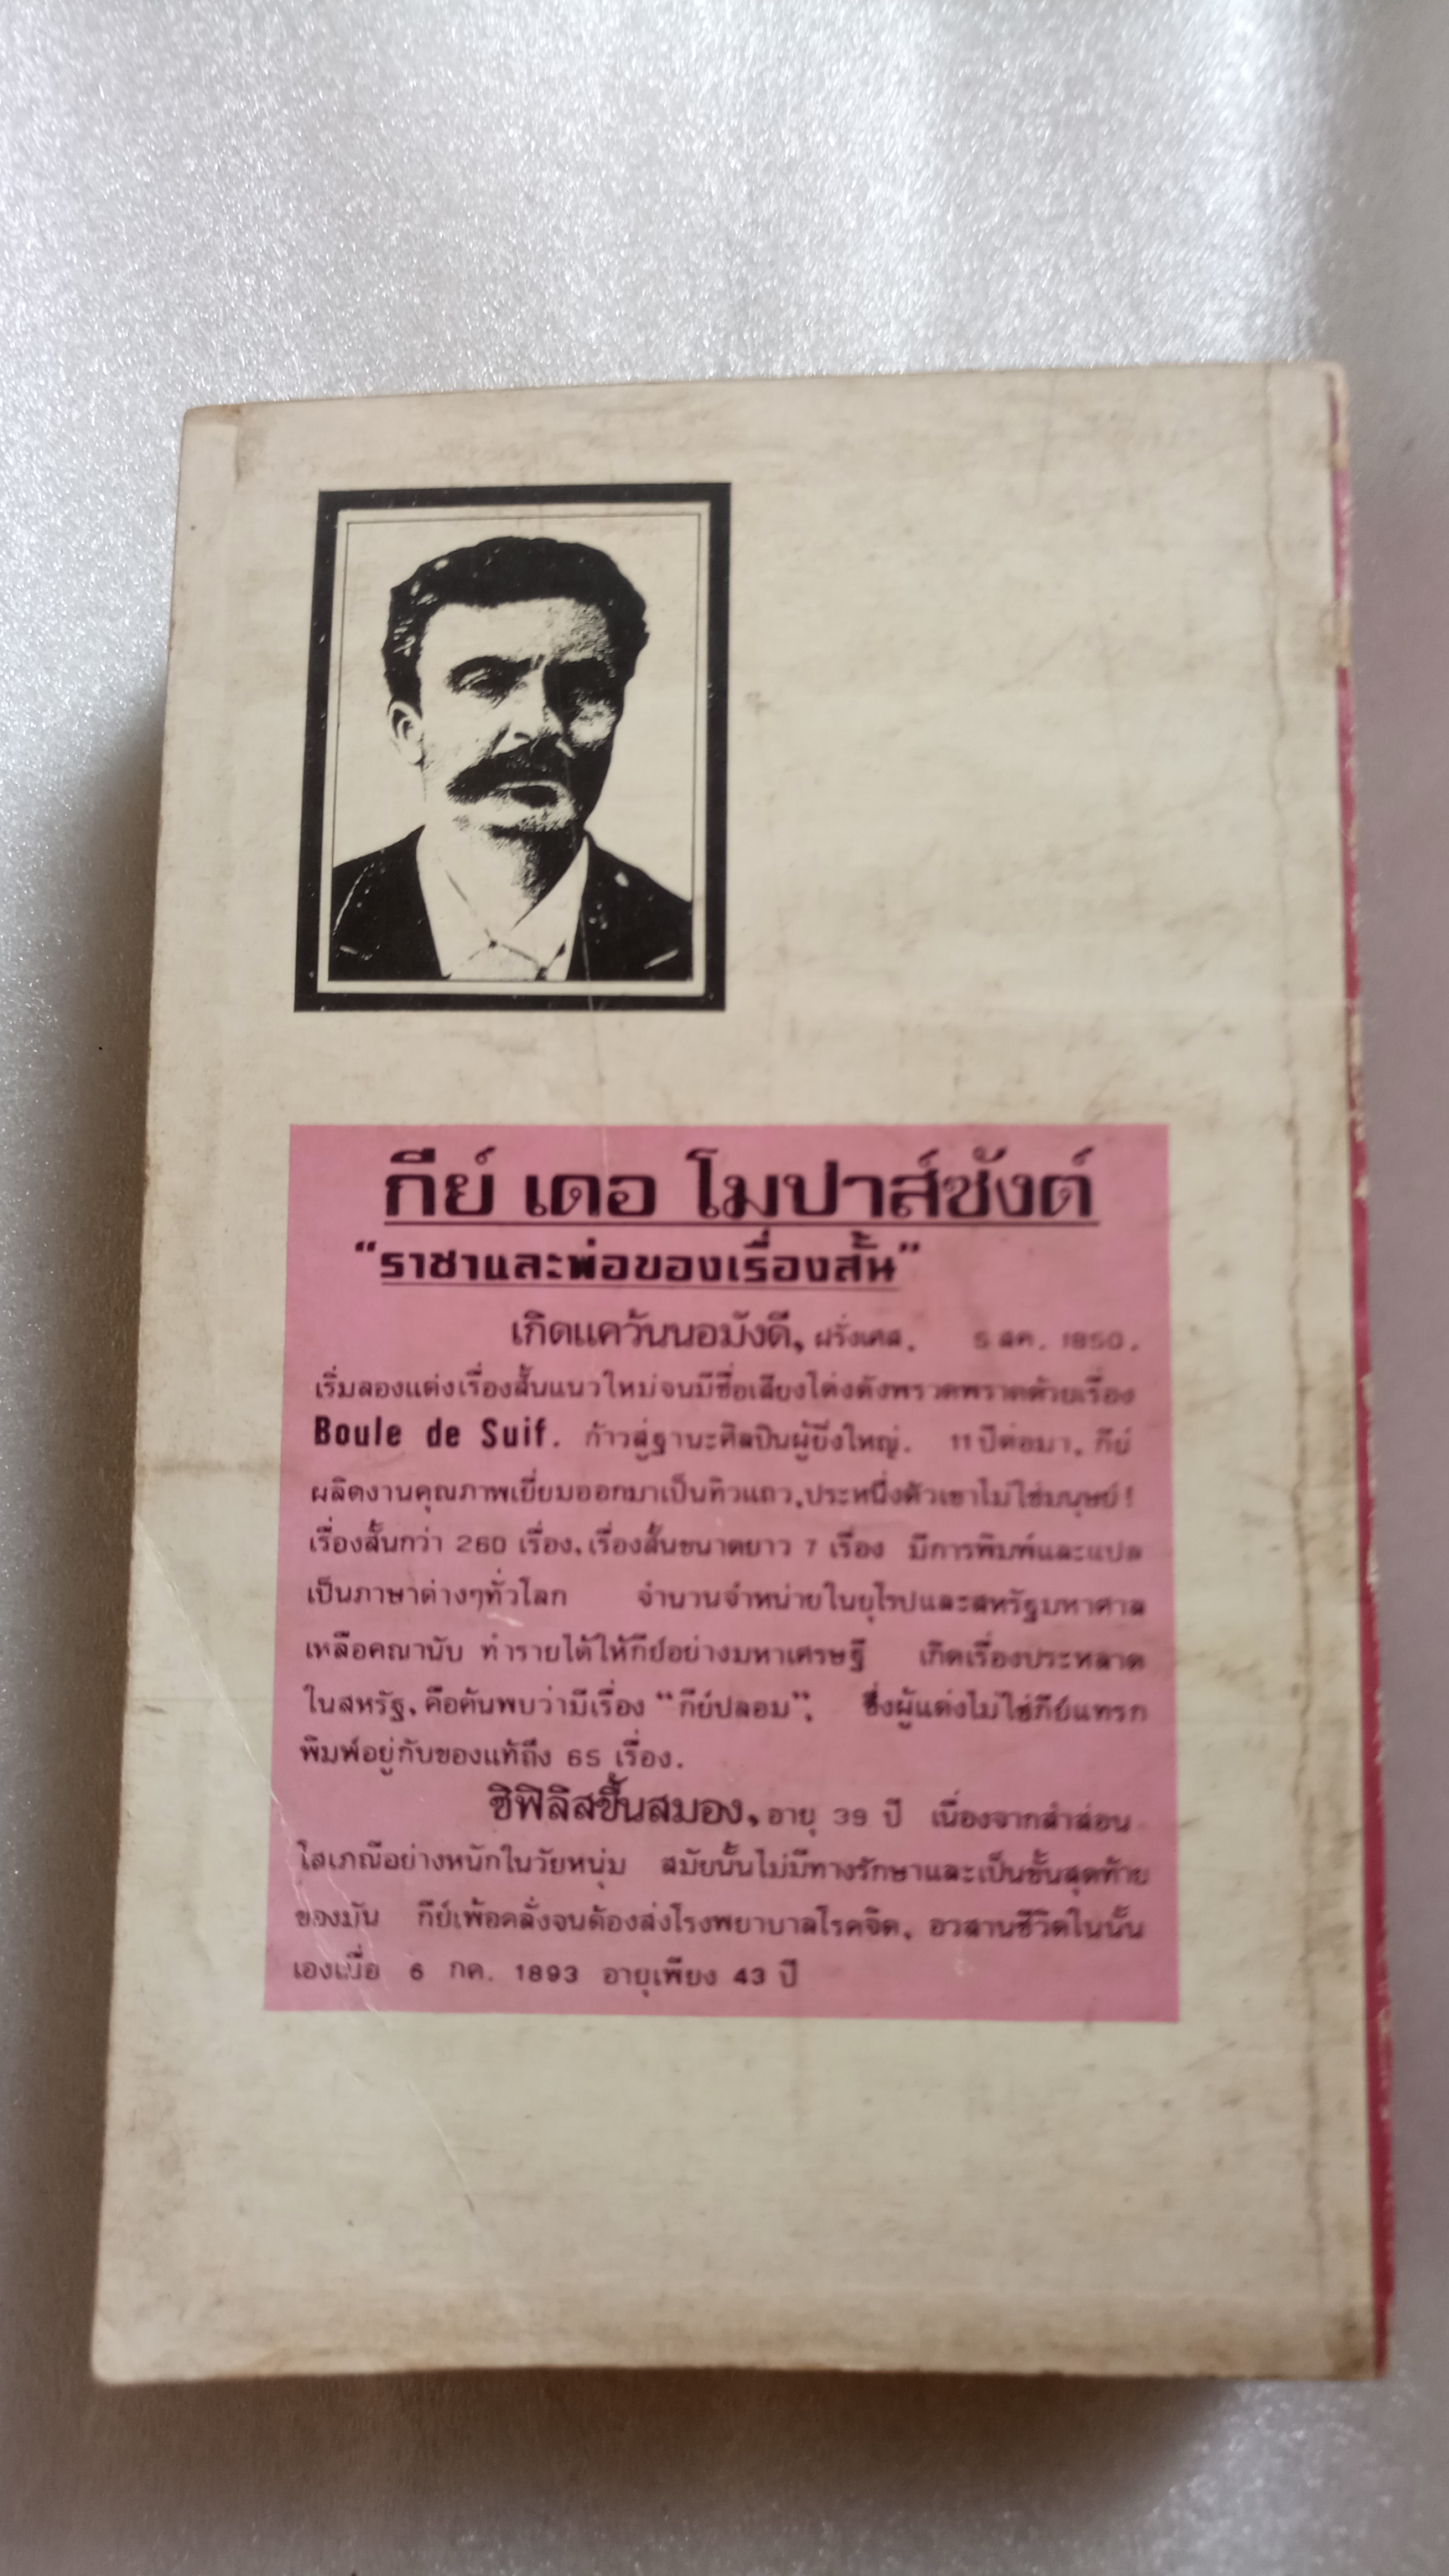 กีย์ เดอ โมปาส์ซังต์
“ราชาและพ่อของเรื่องสั้น”
เกิดแคว้นนอมังดี, ฝรั่งเศส. 5 สค. 1850.
เริ่มลองแต่งเรื่องสั้นแนวใหม่จนมีชื่อเสียงโด่งดังพรวดพราดด้วยเรื่อง
Boule de Suif. ก้าวสู่ฐานะศิลปินผู้ยิ่งใหญ่. 11 ปีต่อมา, กีย์
ผลิตงานคุณภาพเยี่ยมออกมาเป็นทิวแถว,ประหนึ่งตัวเขาไม่ใช่มนุษย์!
เรื่องสั้นกว่า 260 เรื่อง,เรื่องสั้นขนาดยาว 7 เรื่อง มีการพิมพ์และแปล
เป็นภาษาต่างๆทั่วโลก จำนวนจำหน่ายในยุโรปและสหรัฐมหาศาล
เหลือคณานับ ทำรายได้ให้กีย์อย่างมหาเศรษฐี เกิดเรื่องประหลาด
ในสหรัฐ, คือค้นพบว่ามีเรื่อง “กีย์ปลอม”, ซึ่งผู้แต่งไม่ใช่กีย์แทรก
พิมพ์อยู่กับของแท้ถึง 65 เรื่อง.
ซิฟิลิสขึ้นสมอง, อายุ 39 ปี เนื่องจากสำส่อน
โสเภณีอย่างหนักในวัยหนุ่ม สมัยนั้นไม่มีทางรักษาและเป็นขั้นสุดท้าย
ของมัน กีย์เพ้อคลั่งจนต้องส่งโรงพยาบาลโรคจิต, อวสานชีวิตในนั้น
เองเมื่อ 6 กค. 1893 อายุเพียง 43 ปี